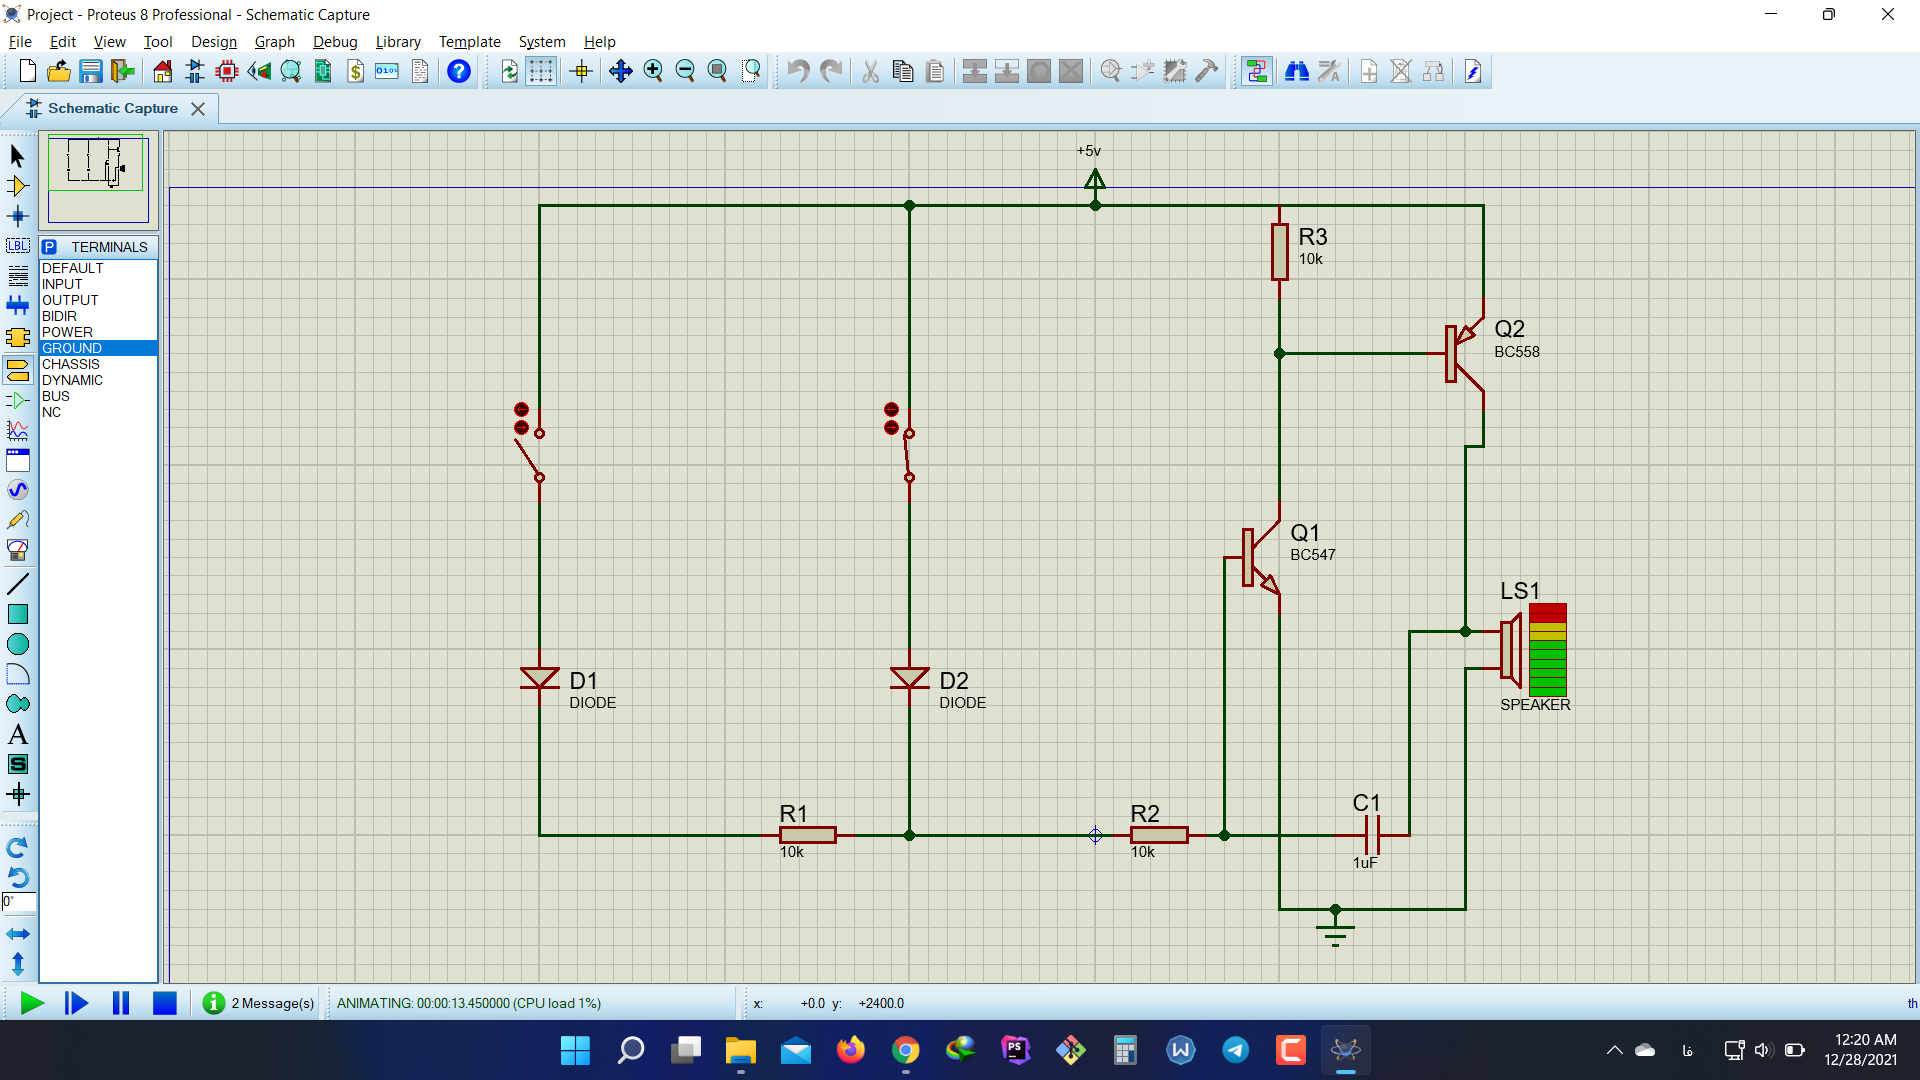 Project - Proteus 8 Professional - Schematic Capture
File Edit View Tool Design Graph Debug Library Template System Help
Schematic Capture
P TERMINALS
DEFAULT
INPUT
OUTPUT
BIDIR
POWER
GROUND
CHASSIS
DYNAMIC
BUS
NC
LBL
A
S
0°
+5v
R3
10k
Q2
BC558
Q1
BC547
LS1
SPEAKER
D1
DIODE
D2
DIODE
R1
10k
R2
10k
C1
1uF
2 Message(s)
ANIMATING: 00:00:13.450000 (CPU load 1%)
x: +0.0 y: +2400.0
th
PS
فا
12:20 AM
12/28/2021